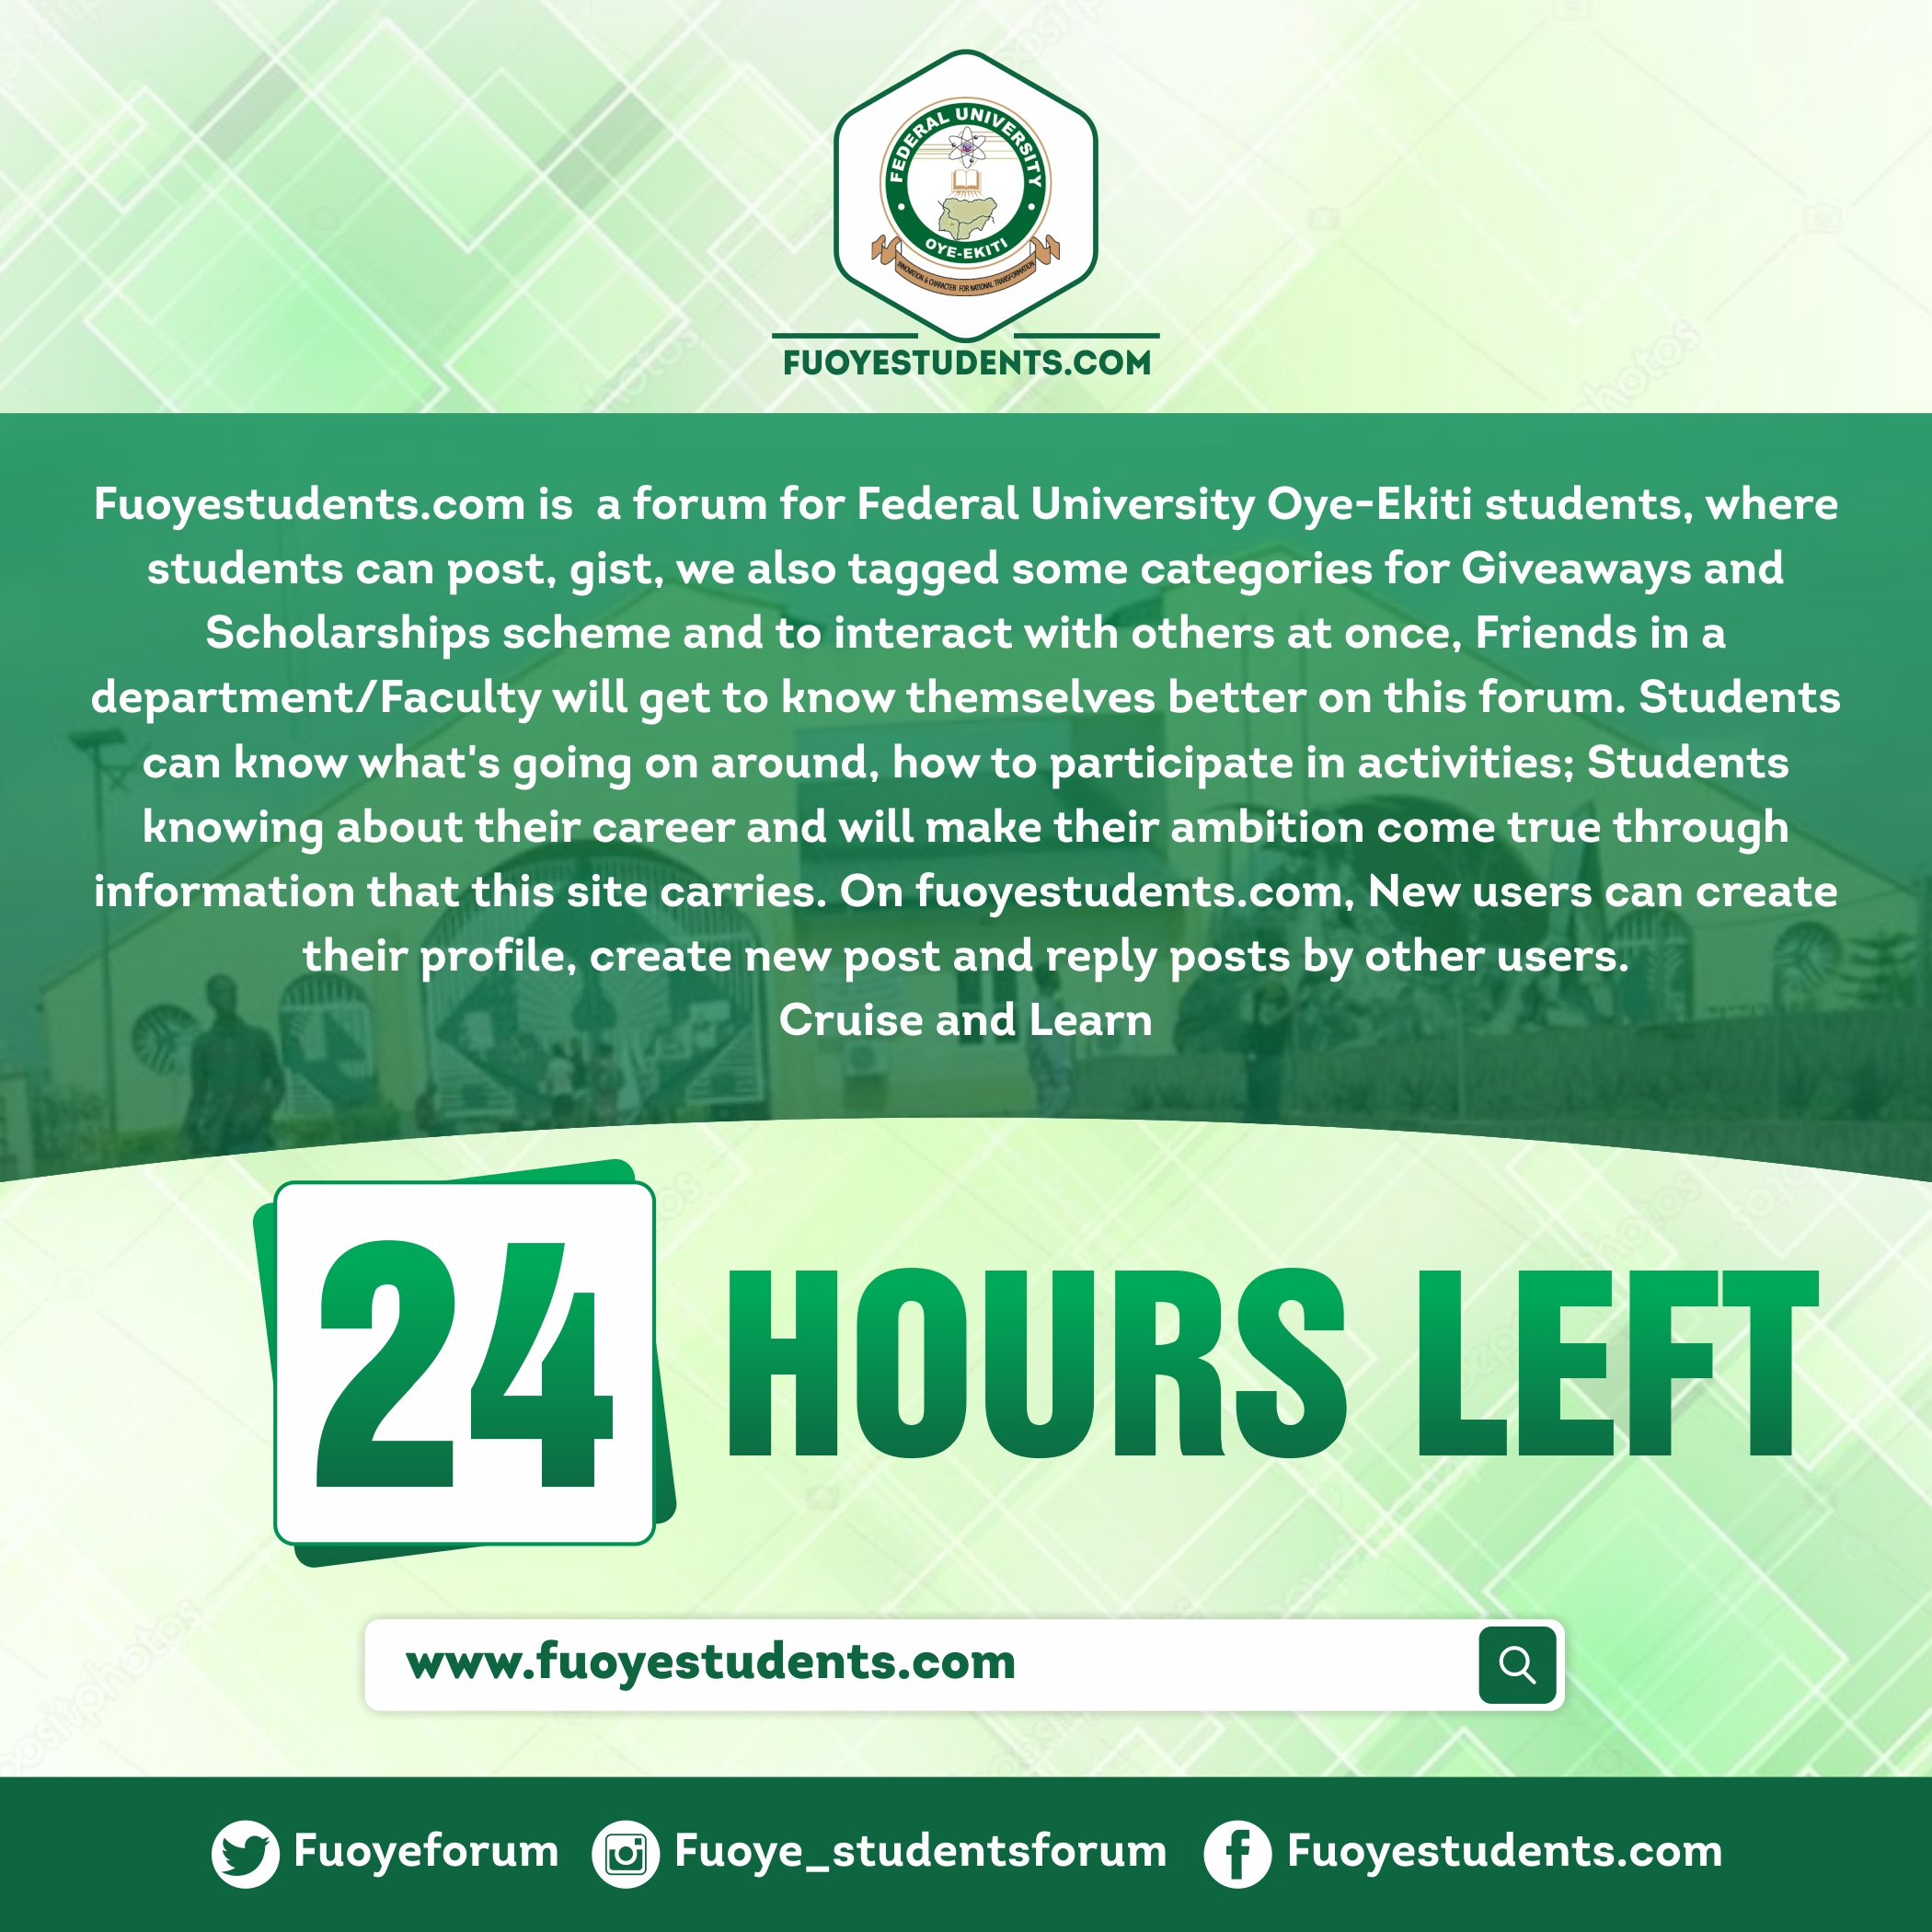 FEDERAL UNIVERSITY
OYE-EKITI
INNOVATION & CHARACTER FOR NATIONAL TRANSFORMATION
FUOYESTUDENTS.COM
Fuoyestudents.com is a forum for Federal University Oye-Ekiti students, where
students can post, gist, we also tagged some categories for Giveaways and
Scholarships scheme and to interact with others at once, Friends in a
department/Faculty will get to know themselves better on this forum. Students
can know what's going on around, how to participate in activities; Students
knowing about their career and will make their ambition come true through
information that this site carries. On fuoyestudents.com, New users can create
their profile, create new post and reply posts by other users.
Cruise and Learn
24 HOURS LEFT
www.fuoyestudents.com
Fuoyeforum Fuoye_studentsforum Fuoyestudents.com